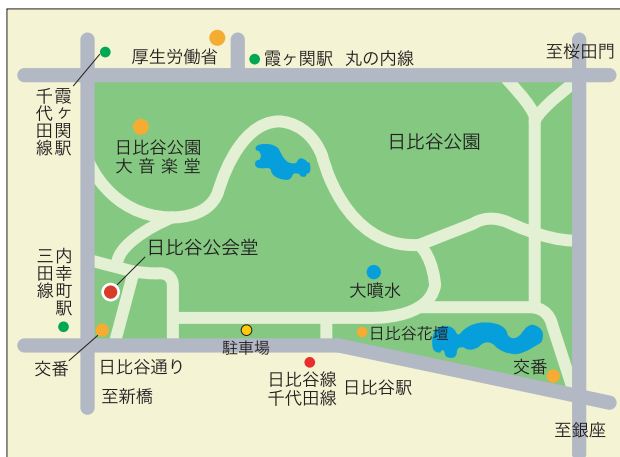 厚生労働省
霞ヶ関駅 丸の内線
至桜田門
霞ヶ関駅
千代田線
日比谷公園
大音楽堂
日比谷公園
日比谷公会堂
内幸町駅
三田線
大噴水
日比谷花壇
駐車場
交番
日比谷通り
至新橋
日比谷線
千代田線
日比谷駅
交番
至銀座